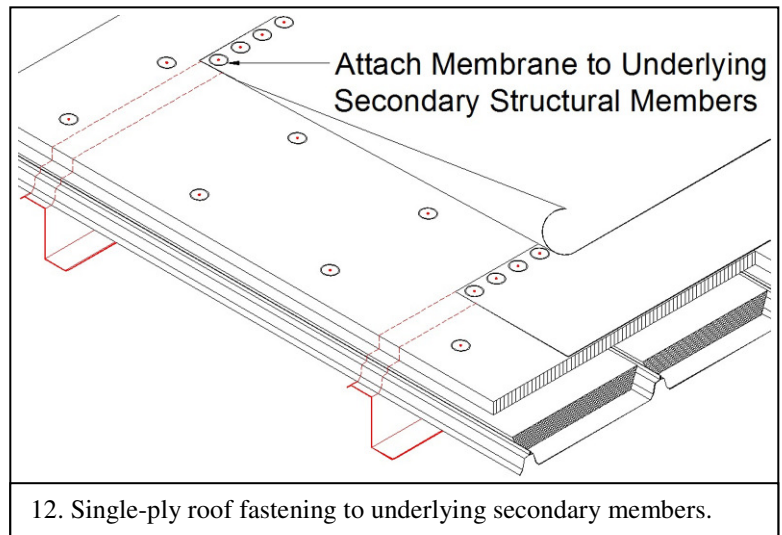 Attach Membrane to Underlying
Secondary Structural Members
12. Single-ply roof fastening to underlying secondary members.